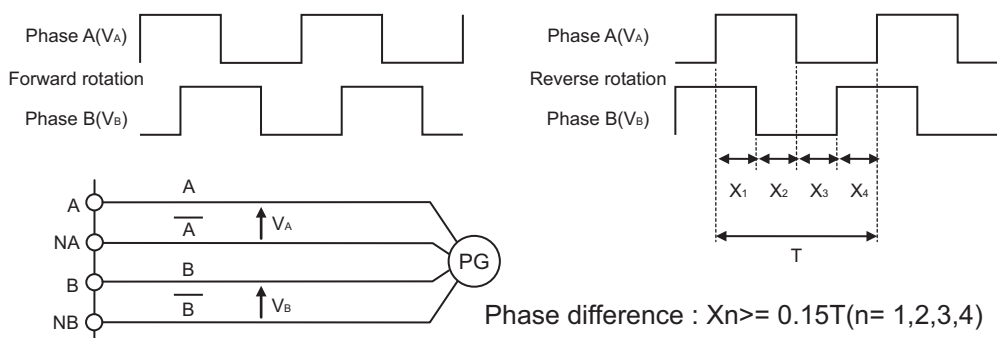 Phase A(VA)
Forward rotation
Phase B(VB)
Phase A(VA)
Reverse rotation
Phase B(VB)
X1 X2 X3 X4
T
A A
VA
NA A
B B
VB
NB B
PG
Phase difference : Xn>= 0.15T(n= 1,2,3,4)